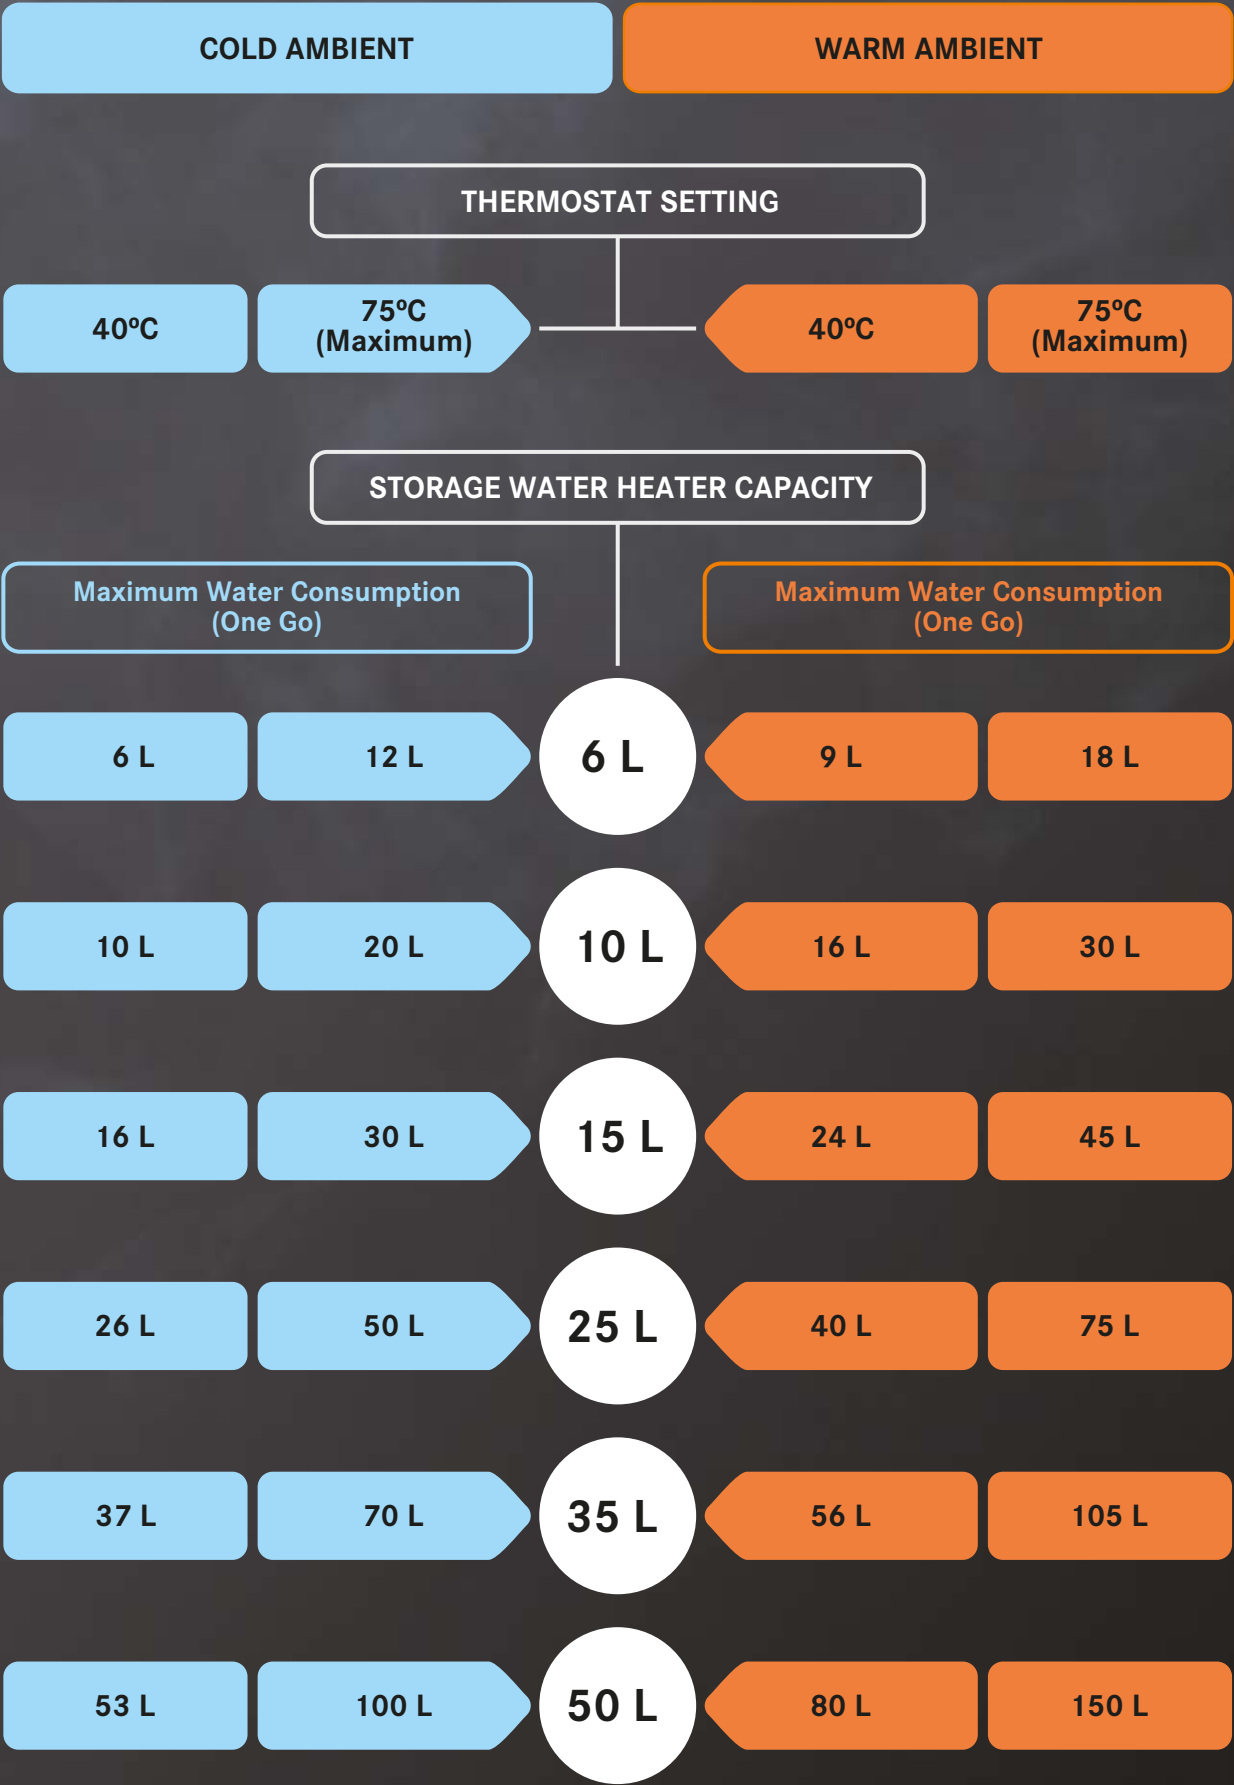 COLD AMBIENT
WARM AMBIENT
THERMOSTAT SETTING
40ºC
75ºC
(Maximum)
40ºC
75ºC
(Maximum)
STORAGE WATER HEATER CAPACITY
Maximum Water Consumption
(One Go)
Maximum Water Consumption
(One Go)
6 L
12 L
6 L
9 L
18 L
10 L
20 L
10 L
16 L
30 L
16 L
30 L
15 L
24 L
45 L
26 L
50 L
25 L
40 L
75 L
37 L
70 L
35 L
56 L
105 L
53 L
100 L
50 L
80 L
150 L